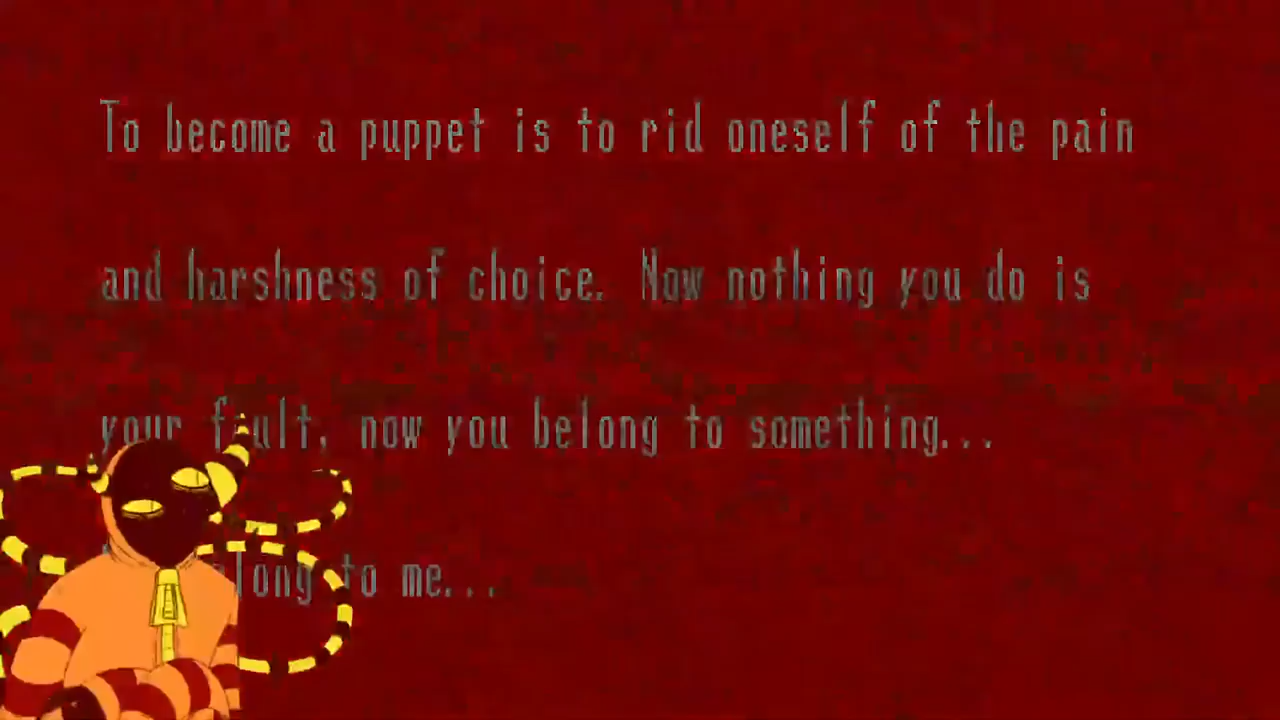 To become a puppet is to rid oneself of the pain
and harshness of choice. Now nothing you do is
your fault, now you belong to something...
belong to me...